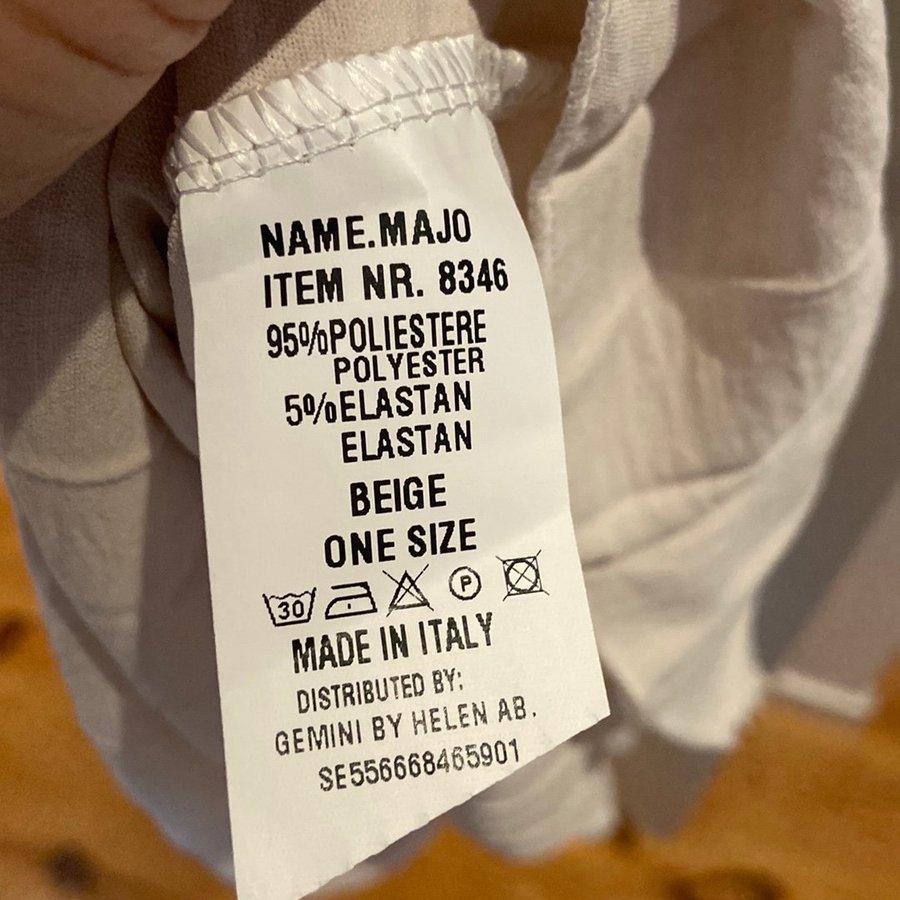 NAME.MAJO
ITEM NR. 8346
95%POLIESTERE
POLYESTER
5%ELASTAN
ELASTAN
BEIGE
ONE SIZE
30 P
MADE IN ITALY
DISTRIBUTED BY:
GEMINI BY HELEN AB.
SE556668465901